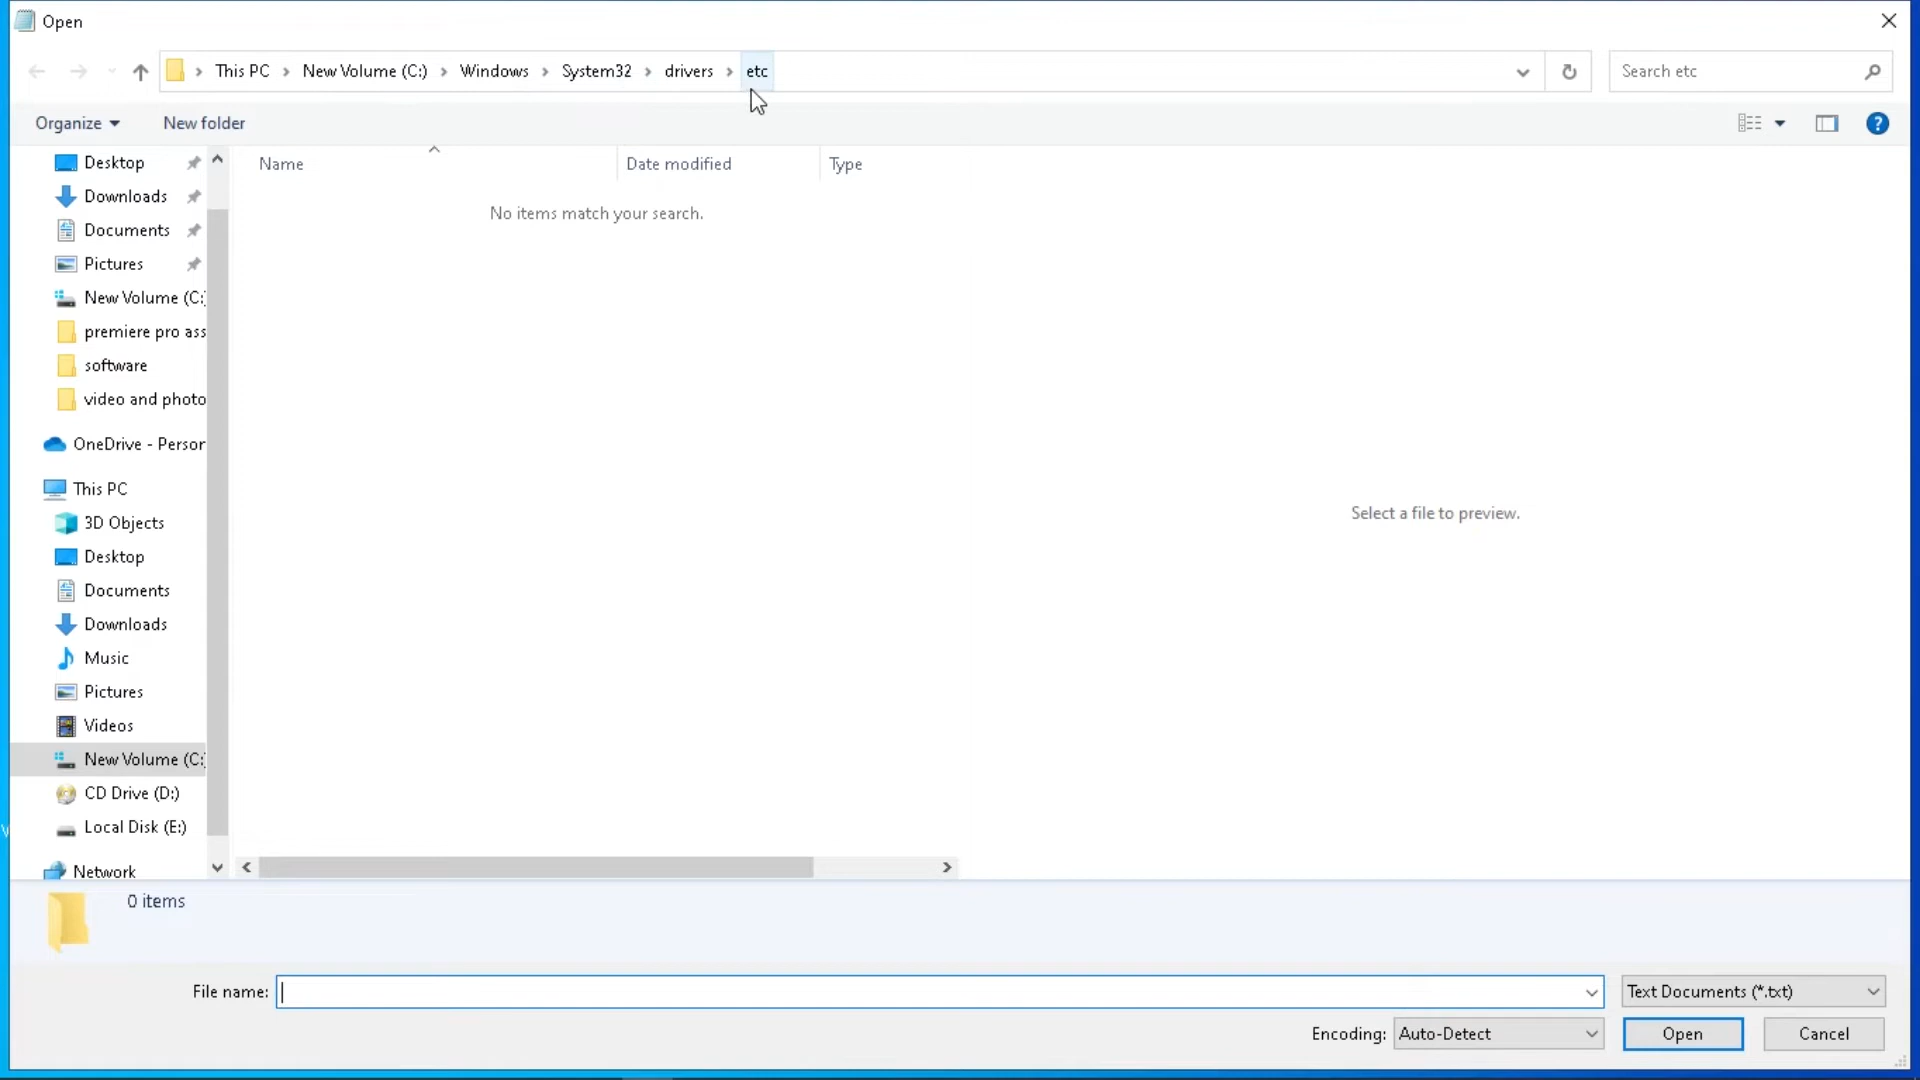 Open
This PC > New Volume (C:) > Windows > System32 > drivers > etc
Search etc
Organize
New folder
Name
Date modified
Type
No items match your search.
Desktop
Downloads
Documents
Pictures
New Volume (C:
premiere pro ass
software
video and photo
OneDrive - Person
This PC
3D Objects
Desktop
Documents
Downloads
Music
Pictures
Videos
New Volume (C:
CD Drive (D:)
Local Disk (E:)
Network
Select a file to preview.
0 items
File name:
Text Documents (*.txt)
Encoding: Auto-Detect
Open
Cancel